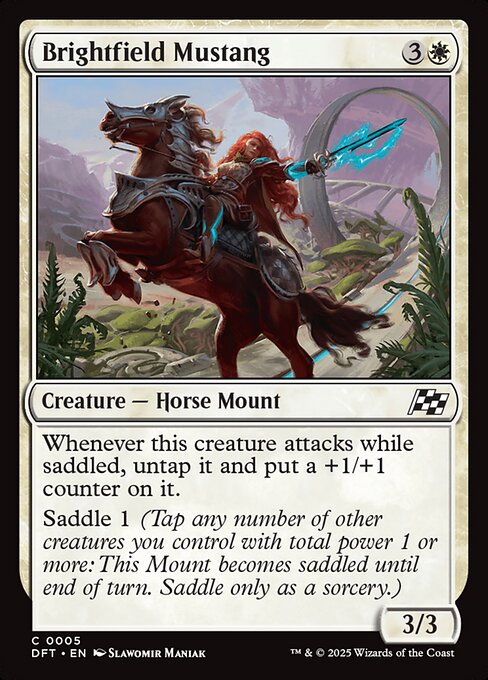 Brightfield Mustang 3
Creature — Horse Mount
Whenever this creature attacks while
saddled, untap it and put a +1/+1
counter on it.
Saddle 1 (Tap any number of other
creatures you control with total power 1 or
more: This Mount becomes saddled until
end of turn. Saddle only as a sorcery.)
3/3
C 0005
DFT • EN Slawomir Maniak
™ & © 2025 Wizards of the Coast